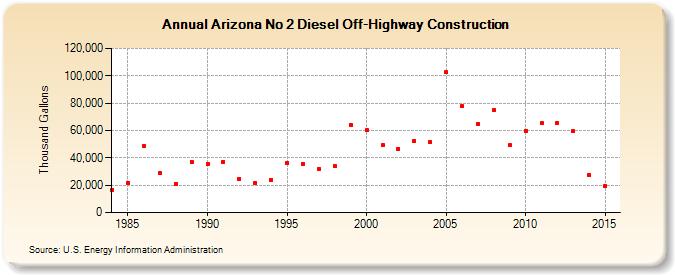 Annual Arizona No 2 Diesel Off-Highway Construction
Thousand Gallons
120,000
100,000
80,000
60,000
40,000
20,000
0
1985 1990 1995 2000 2005 2010 2015
Source: U.S. Energy Information Administration